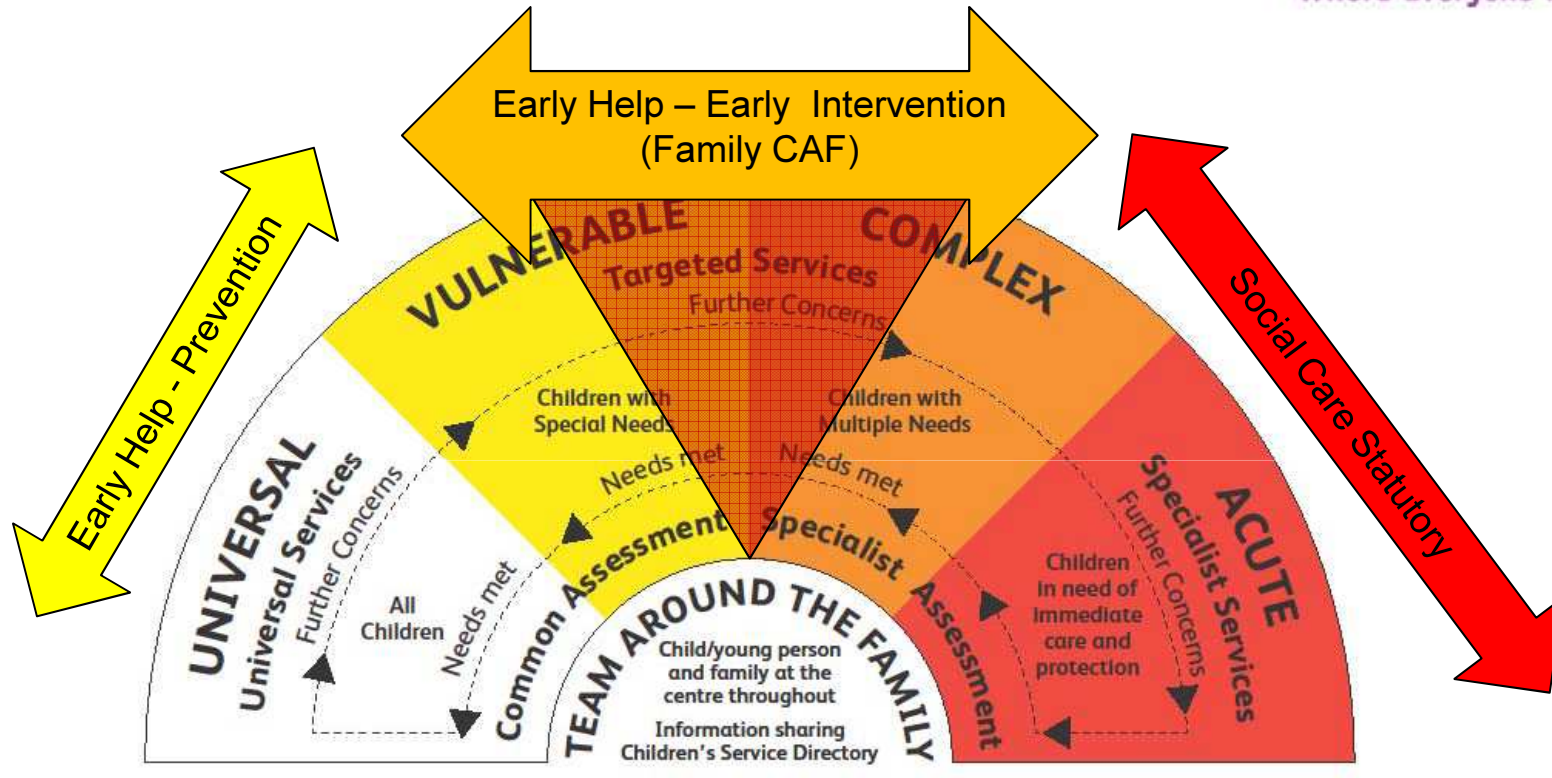 Early Help – Early Intervention
(Family CAF)
Early Help - Prevention
Social Care Statutory
UNIVERSAL
Universal Services
Further Concerns
All
Children
Needs met
VULNERABLE
COMPLEX
Targeted Services
Further Concerns
Children with
Special Needs
Children with
Multiple Needs
Needs met
Needs met
Common Assessment
Specialist Assessment
ACUTE
Specialist Services
Further Concerns
Children
in need of
immediate
care and
protection
TEAM AROUND THE FAMILY
Child/young person
and family at the
centre throughout
Information sharing
Children's Service Directory